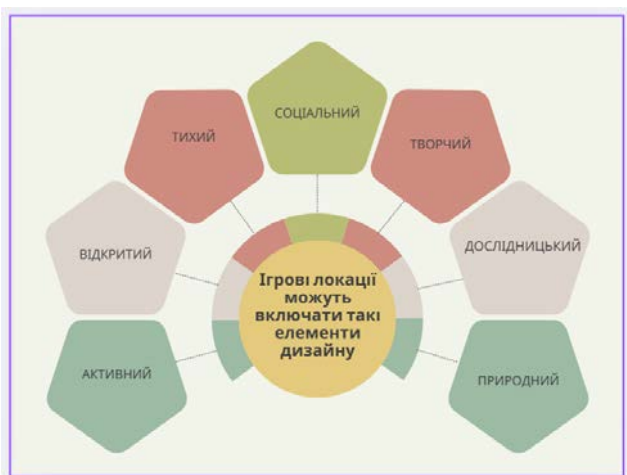 СОЦІАЛЬНИЙ
ТИХИЙ
ТВОРЧИЙ
ВІДКРИТИЙ
ДОСЛІДНИЦЬКИЙ
Ігрові локації
можуть
включати такі
елементи
дизайну
АКТИВНИЙ
ПРИРОДНИЙ